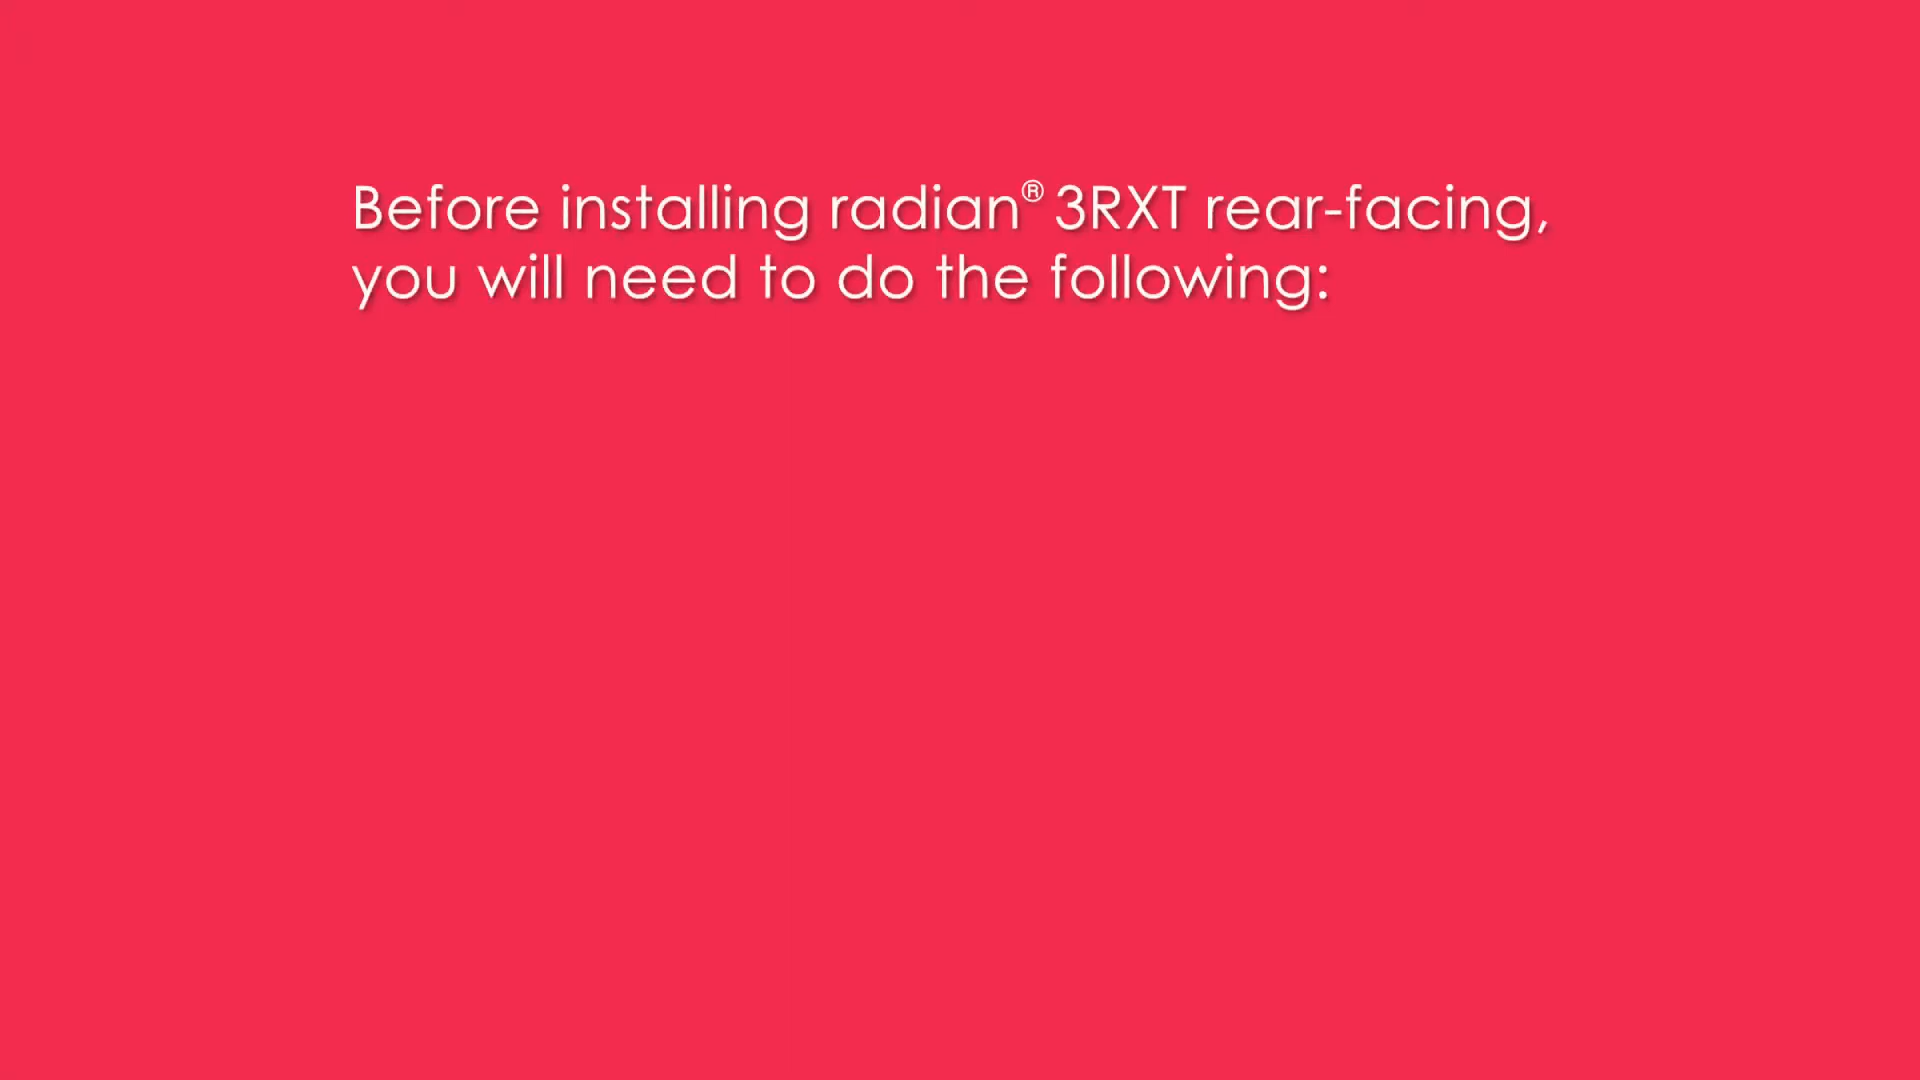 Before installing radian® 3RXT rear-facing,
you will need to do the following: